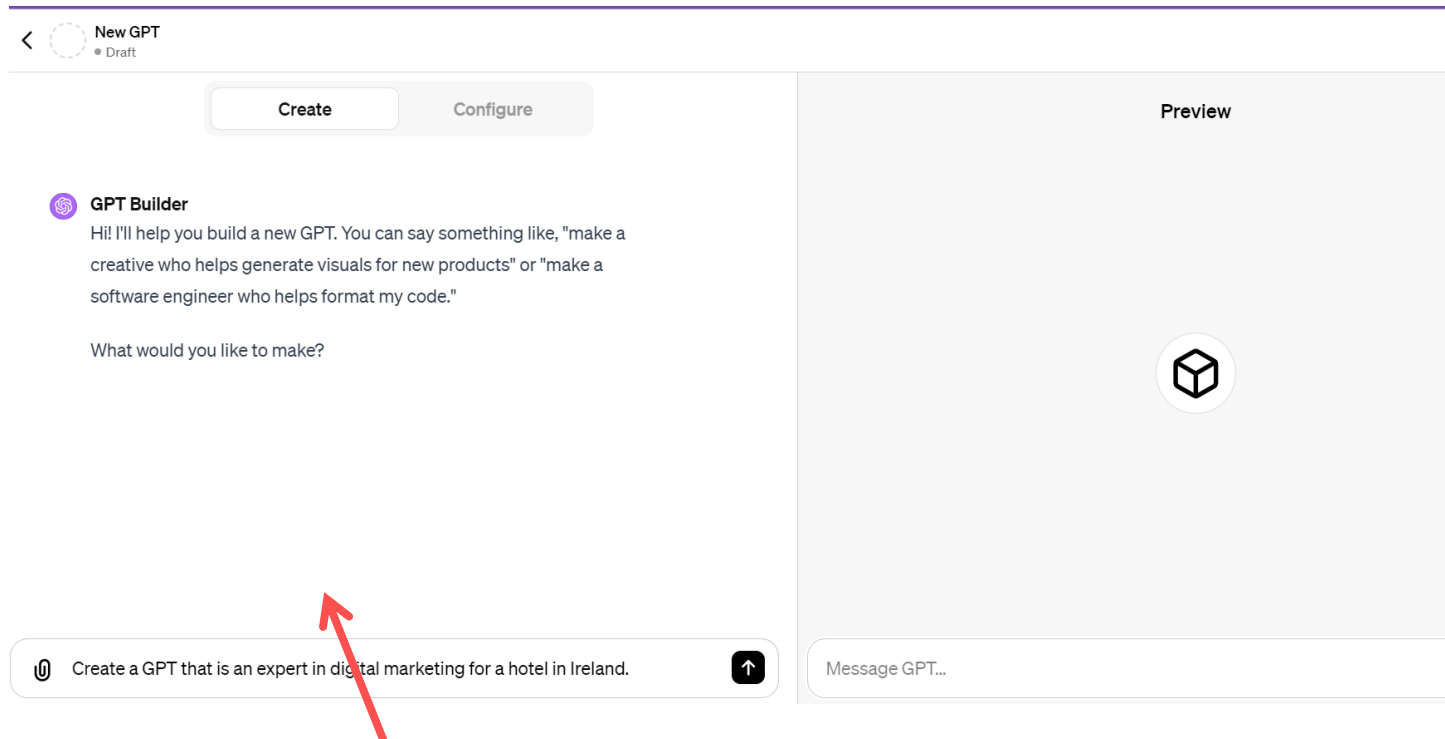 New GPT
Draft
Create
Configure
Preview
GPT Builder
Hi! I'll help you build a new GPT. You can say something like, "make a
creative who helps generate visuals for new products" or "make a
software engineer who helps format my code."
What would you like to make?
Create a GPT that is an expert in digital marketing for a hotel in Ireland.
Message GPT...